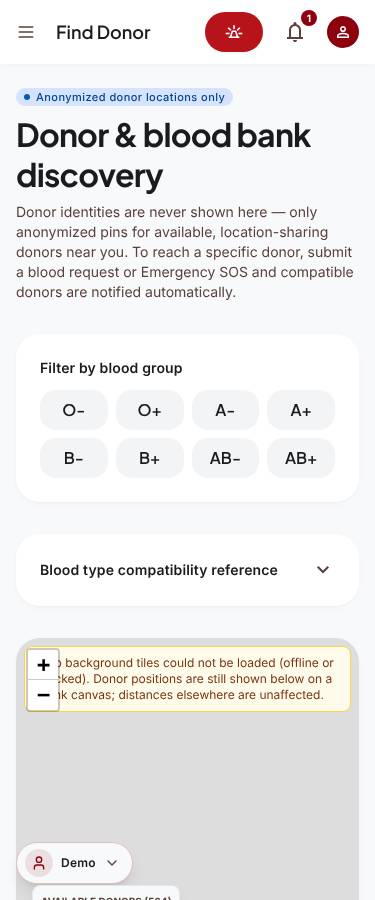 Find Donor
1
Anonymized donor locations only
Donor & blood bank
discovery
Donor identities are never shown here — only
anonymized pins for available, location-sharing
donors near you. To reach a specific donor, submit
a blood request or Emergency SOS and compatible
donors are notified automatically.
Filter by blood group
O− O+ A− A+
B− B+ AB− AB+
Blood type compatibility reference
+
background tiles could not be loaded (offline or
−
Donor positions are still shown below on a
canvas; distances elsewhere are unaffected.
Demo
AVAILABLE DONORS